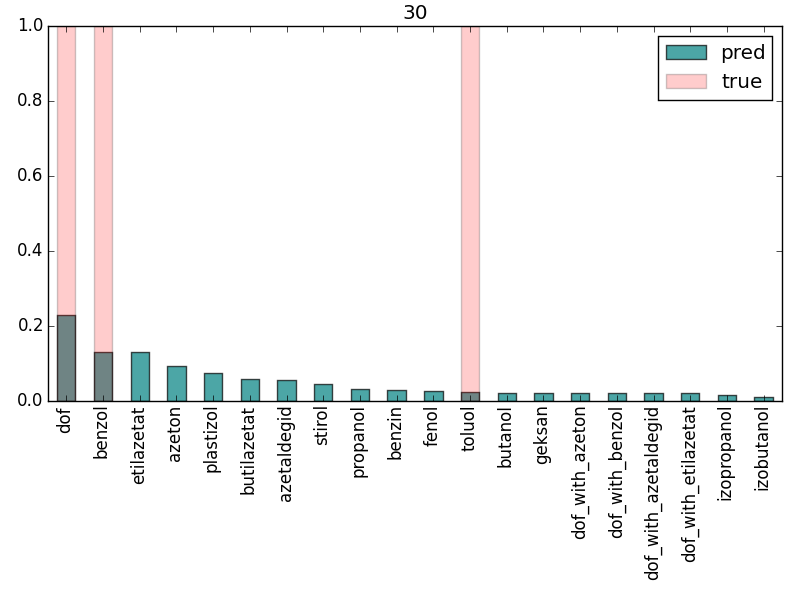 30
1.0
0.8
0.6
0.4
0.2
0.0
pred
true
dof
benzol
etilazetat
azeton
plastizol
butilazetat
azetaldegid
stirol
propanol
benzin
fenol
toluol
butanol
geksan
dof_with_azeton
dof_with_benzol
dof_with_azetaldegid
dof_with_etilazetat
izopropanol
izobutanol